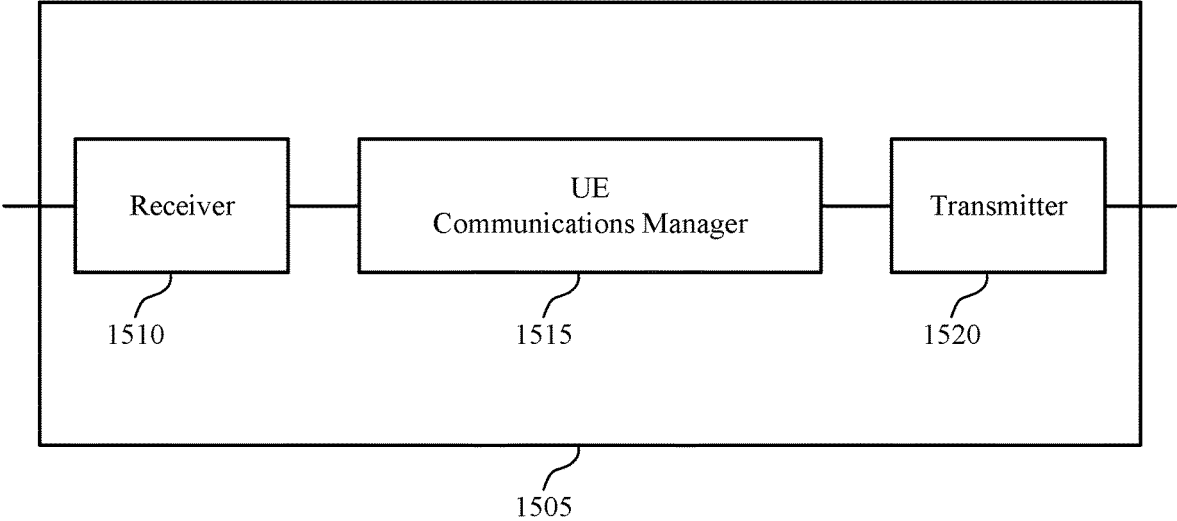 Receiver
UE
Communications Manager
Transmitter
1510
1515
1520
1505